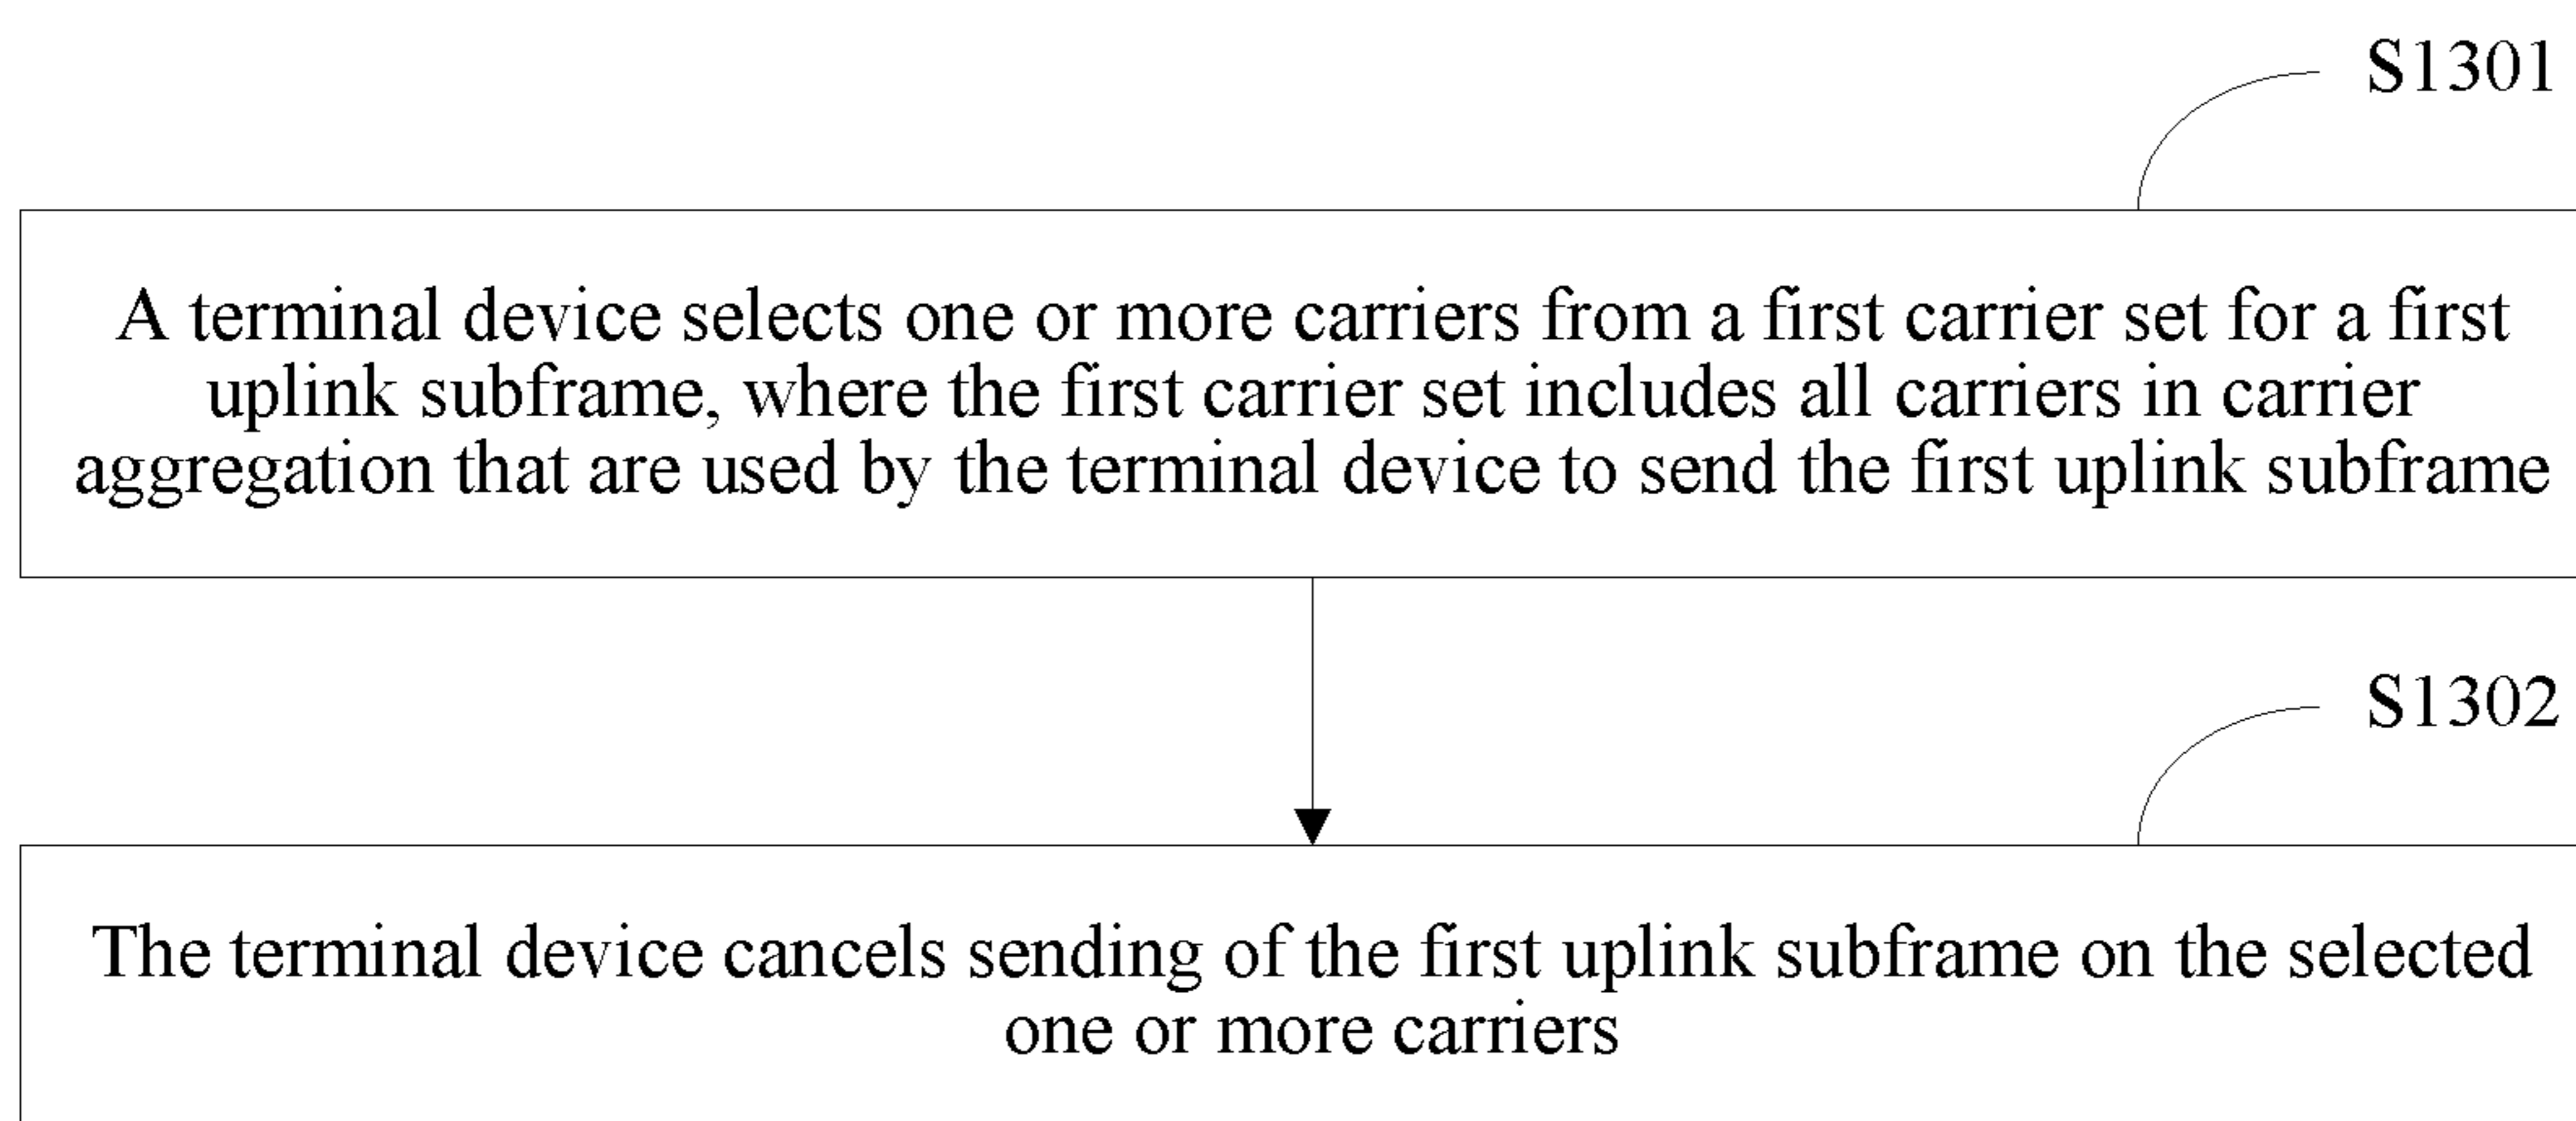 S1301
A terminal device selects one or more carriers from a first carrier set for a first
uplink subframe, where the first carrier set includes all carriers in carrier
aggregation that are used by the terminal device to send the first uplink subframe
S1302
The terminal device cancels sending of the first uplink subframe on the selected
one or more carriers